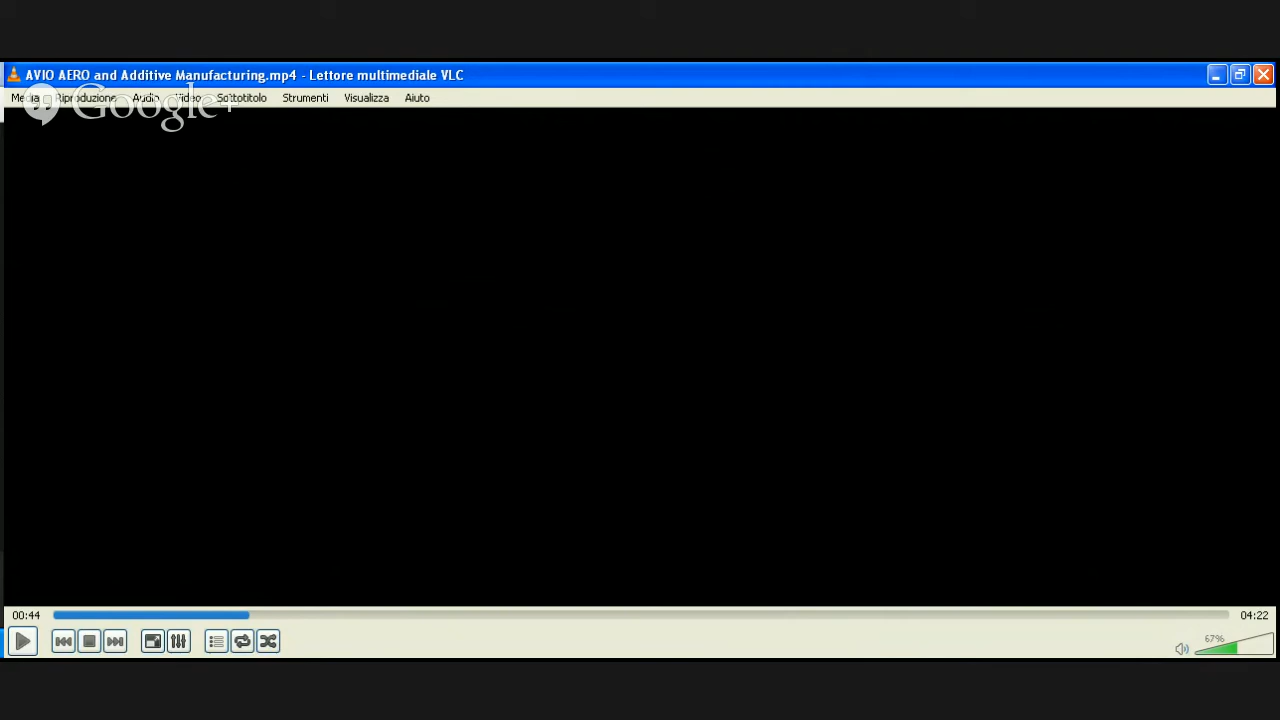 AVIO AERO and Additive Manufacturing.mp4 - Lettore multimediale VLC
Media Riproduzione Audio Video Sottotitolo Strumenti Visualizza Aiuto
Google+
00:44
04:22
67%